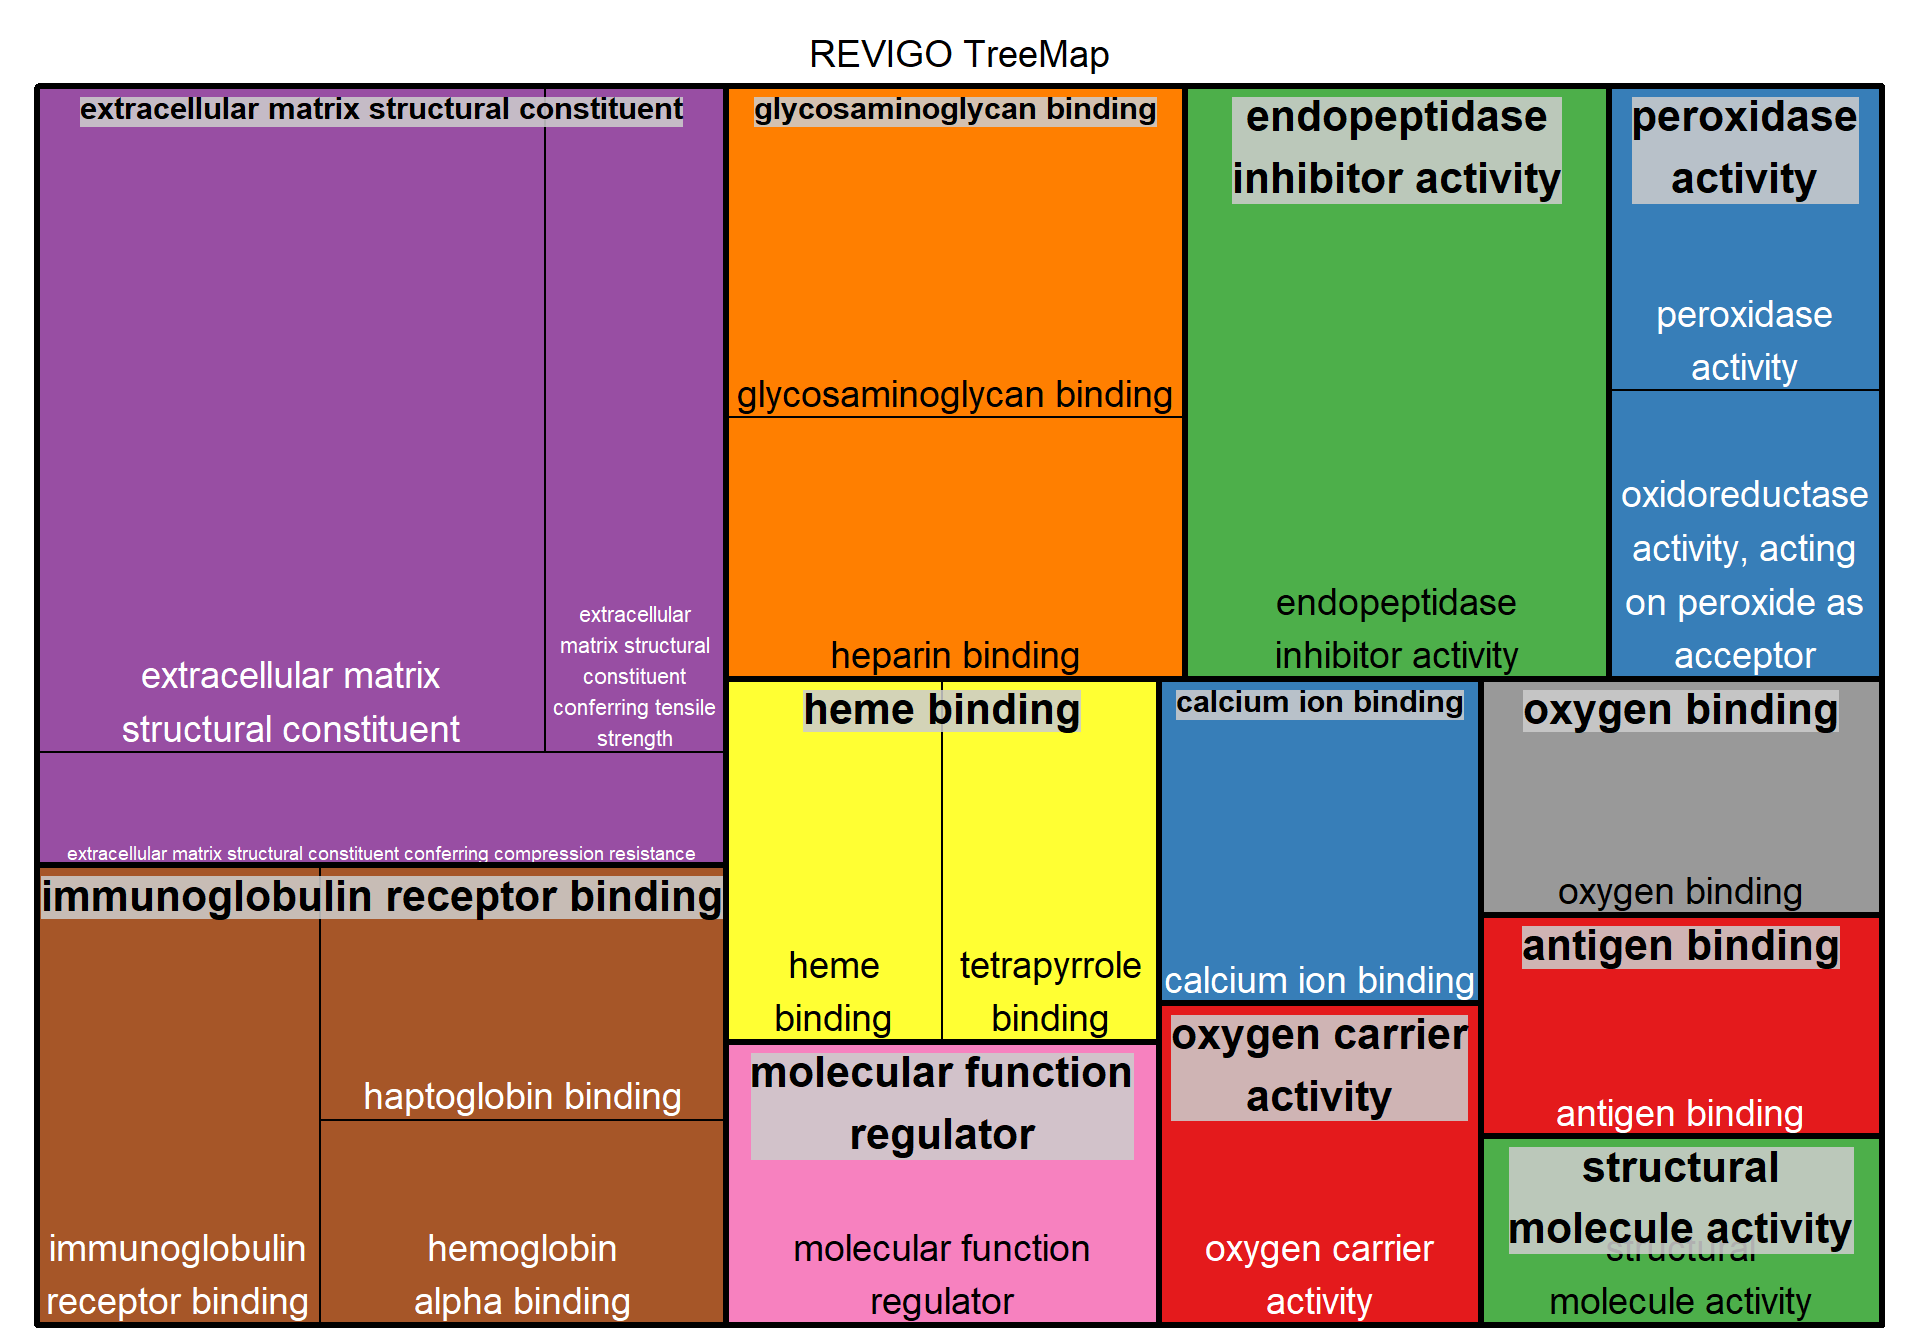 REVIGO TreeMap
extracellular matrix structural constituent
extracellular matrix
structural constituent
extracellular
matrix structural
constituent
conferring tensile
strength
extracellular matrix structural constituent conferring compression resistance
immunoglobulin receptor binding
immunoglobulin
receptor binding
haptoglobin binding
hemoglobin
alpha binding
glycosaminoglycan binding
glycosaminoglycan binding
heparin binding
endopeptidase
inhibitor activity
endopeptidase
inhibitor activity
peroxidase
activity
peroxidase
activity
oxidoreductase
activity, acting
on peroxide as
acceptor
heme binding
heme
binding
tetrapyrrole
binding
molecular function
regulator
molecular function
regulator
calcium ion binding
calcium ion binding
oxygen carrier
activity
oxygen carrier
activity
oxygen binding
oxygen binding
antigen binding
antigen binding
structural
molecule activity
structural
molecule activity